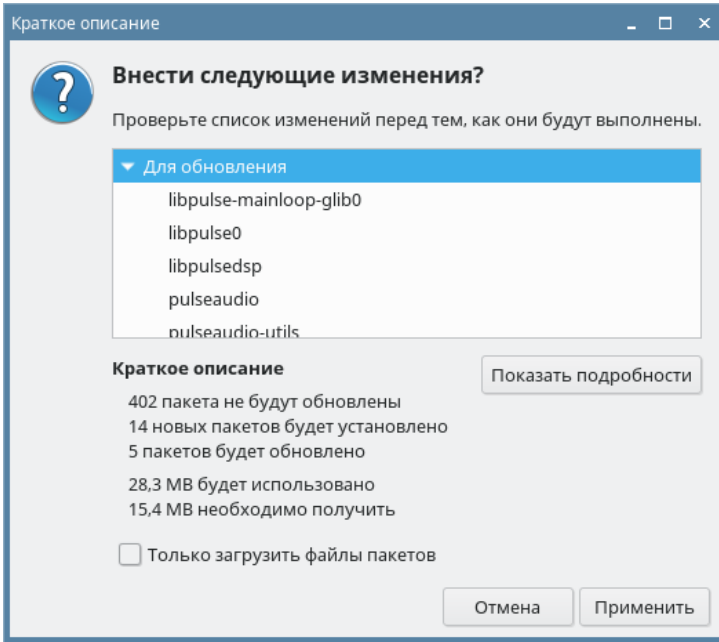 Краткое описание
Внести следующие изменения?
Проверьте список изменений перед тем, как они будут выполнены.
Для обновления
libpulse-mainloop-glib0
libpulse0
libpulsedsp
pulseaudio
pulseaudio-utils
Краткое описание
Показать подробности
402 пакета не будут обновлены
14 новых пакетов будет установлено
5 пакетов будет обновлено
28,3 MB будет использовано
15,4 MB необходимо получить
Только загрузить файлы пакетов
Отмена
Применить